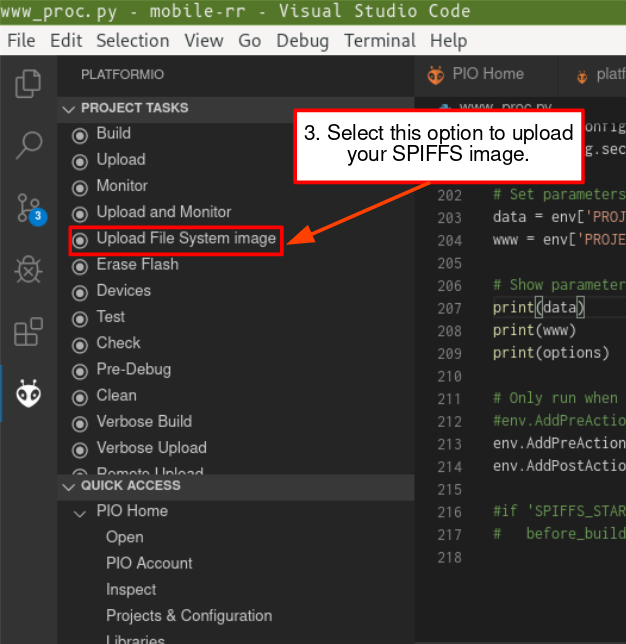 www_proc.py - mobile-rr - Visual Studio Code
File Edit Selection View Go Debug Terminal Help
PLATFORMIO
PROJECT TASKS
Build
Upload
Monitor
Upload and Monitor
Upload File System image
Erase Flash
Devices
Test
Check
Pre-Debug
Clean
Verbose Build
Verbose Upload
Remote Upload
QUICK ACCESS
PIO Home
Open
PIO Account
Inspect
Projects & Configuration
Libraries
3
3. Select this option to upload
your SPIFFS image.
PIO Home
platf
www_proc.py
onfig
g.sec
202 # Set parameters
203 data = env['PROJ
204 www = env['PROJE
205
206 # Show parameter
207 print(data)
208 print(www)
209 print(options)
210
211 # Only run when
212 #env.AddPreActio
213 env.AddPreAction
214 env.AddPostActio
215
216 #if 'SPIFFS_STAR
217 # before_build
218